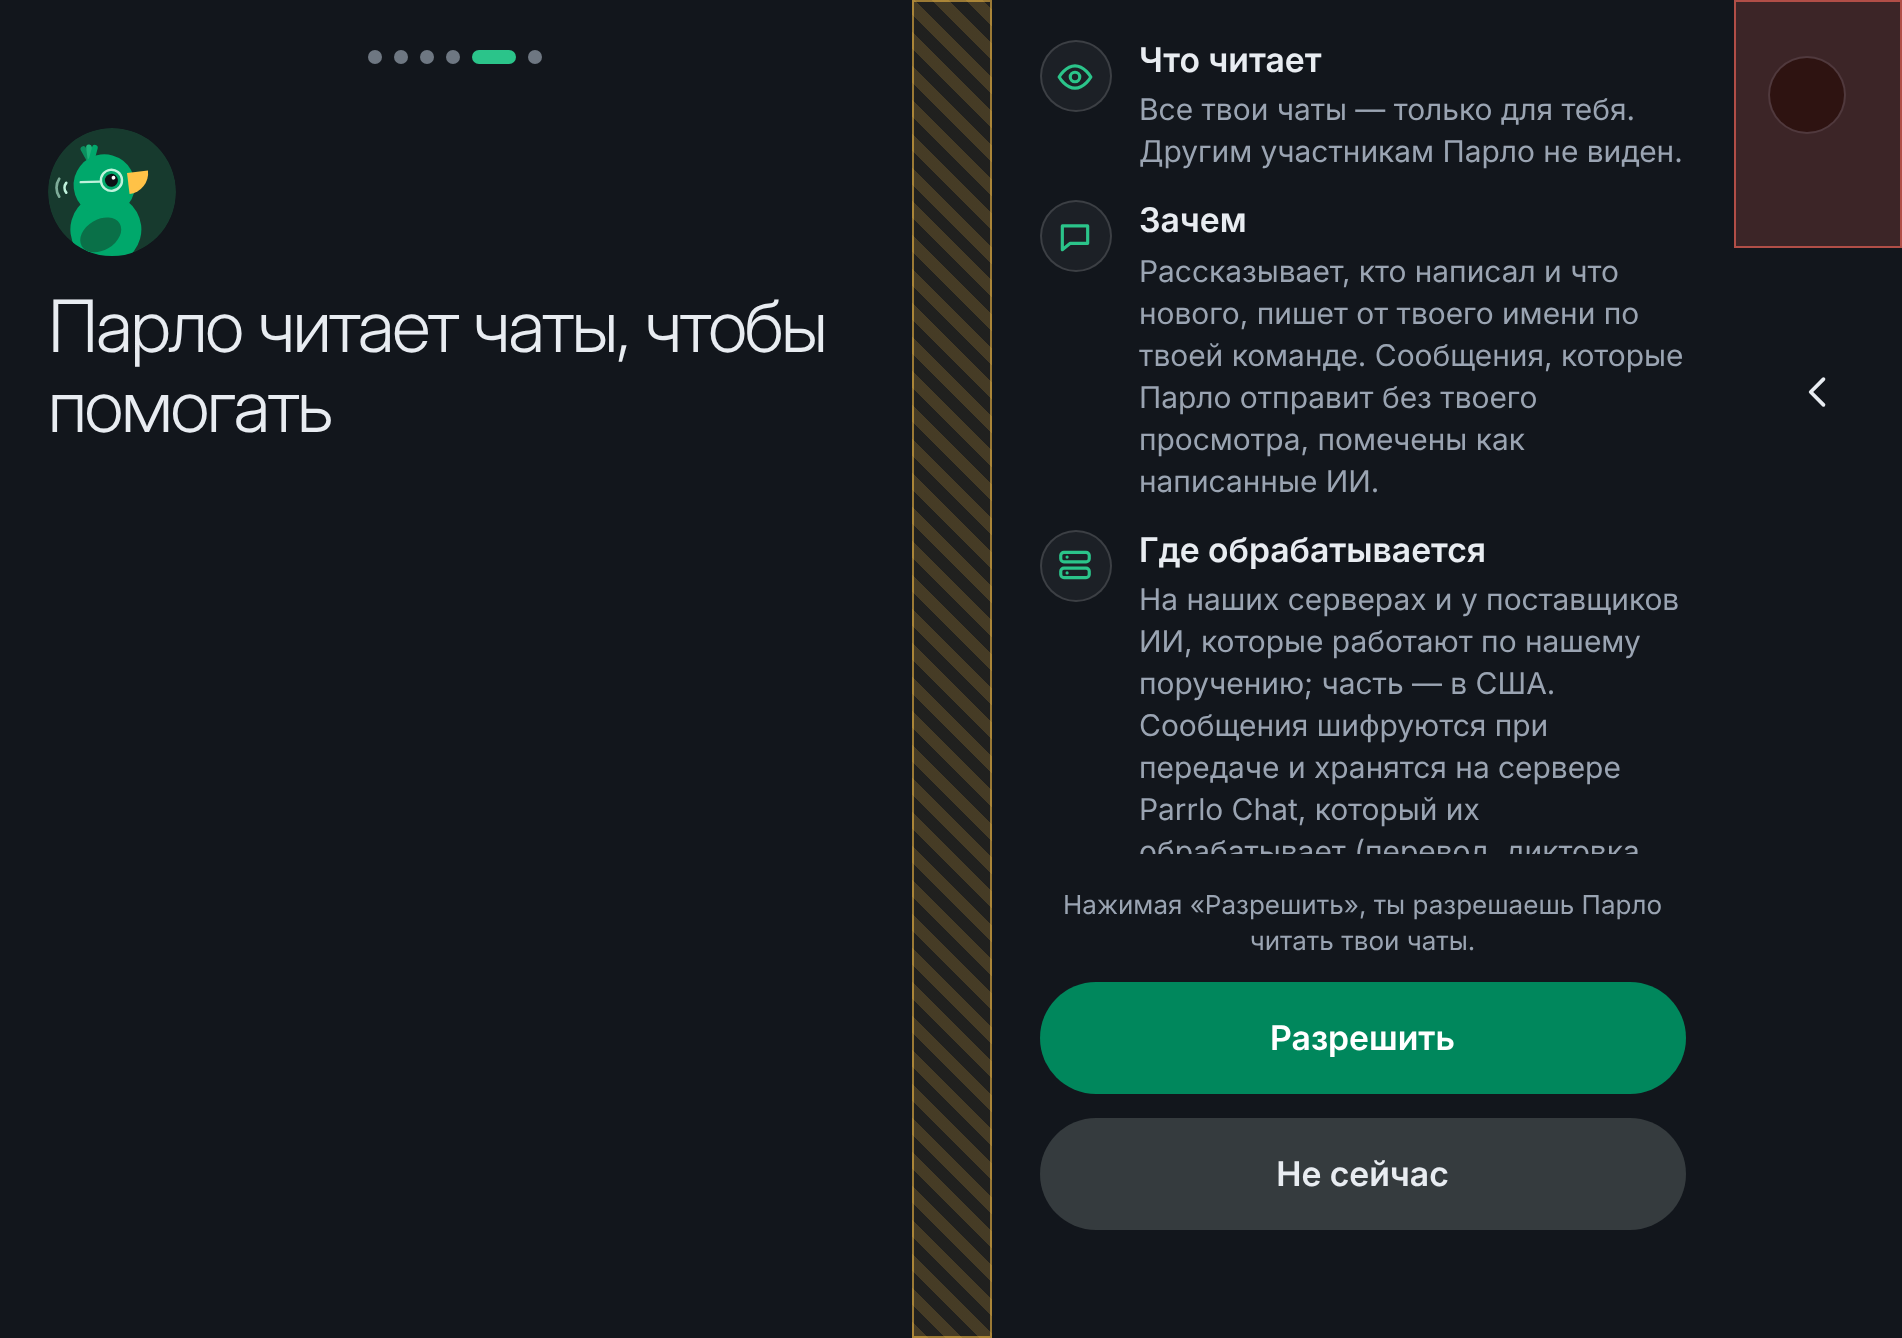 Парло читает чаты, чтобы
помогать
Что читает
Все твои чаты — только для тебя.
Другим участникам Парло не виден.
Зачем
Рассказывает, кто написал и что
нового, пишет от твоего имени по
твоей команде. Сообщения, которые
Парло отправит без твоего
просмотра, помечены как
написанные ИИ.
Где обрабатывается
На наших серверах и у поставщиков
ИИ, которые работают по нашему
поручению; часть — в США.
Сообщения шифруются при
передаче и хранятся на сервере
Parrlo Chat, который их
обрабатывает (перевод, диктовка
Нажимая «Разрешить», ты разрешаешь Парло
читать твои чаты.
Разрешить
Не сейчас